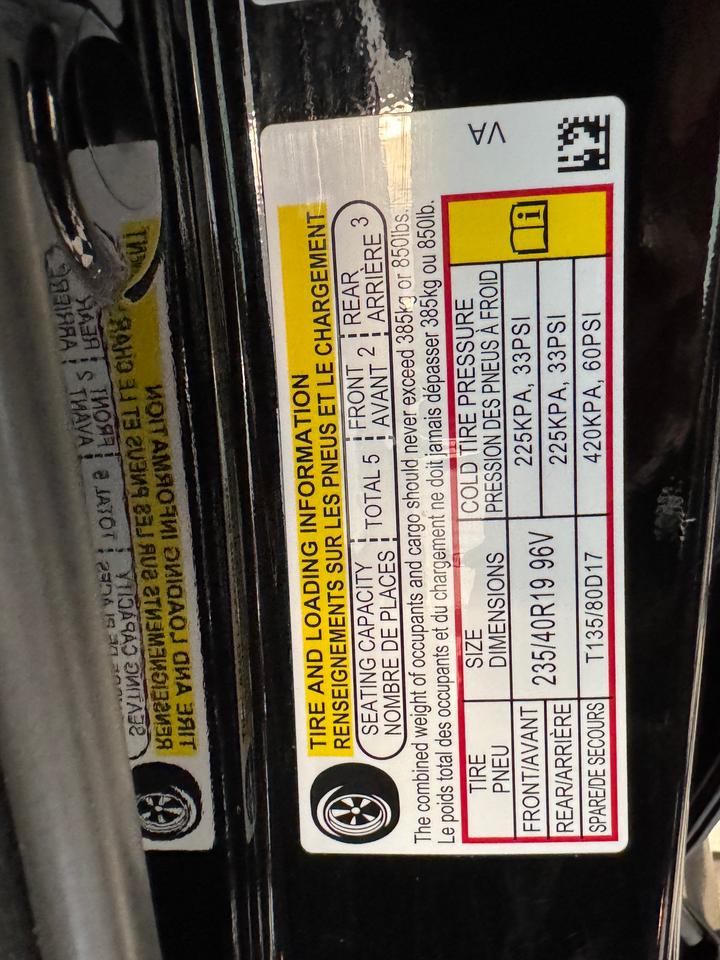 VA
TIRE AND LOADING INFORMATION
RENSEIGNEMENTS SUR LES PNEUS ET LE CHARGEMENT
SEATING CAPACITY TOTAL 5 FRONT 2 REAR 3
NOMBRE DE PLACES AVANT ARRIÈRE
The combined weight of occupants and cargo should never exceed 385kg or 850lbs.
Le poids total des occupants et du chargement ne doit jamais dépasser 385kg ou 850lb.
TIRE SIZE COLD TIRE PRESSURE
PNEU DIMENSIONS PRESSION DES PNEUS À FROID
FRONT/AVANT 235/40R19 96V 225KPA, 33PSI
REAR/ARRIÈRE 225KPA, 33PSI
SPARE/DE SECOURS T135/80D17 420KPA, 60PSI